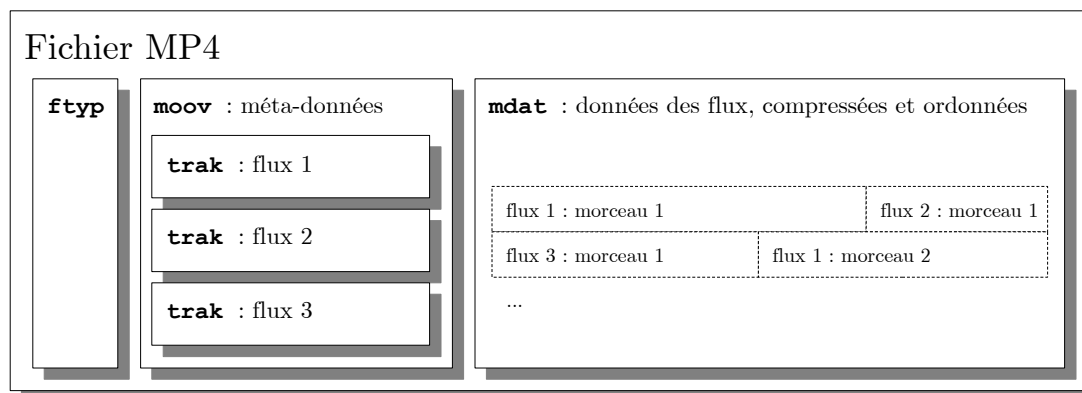 Fichier MP4
ftyp
moov : méta-données
trak : flux 1
trak : flux 2
trak : flux 3
mdat : données des flux, compressées et ordonnées
flux 1 : morceau 1
flux 2 : morceau 1
flux 3 : morceau 1
flux 1 : morceau 2
...